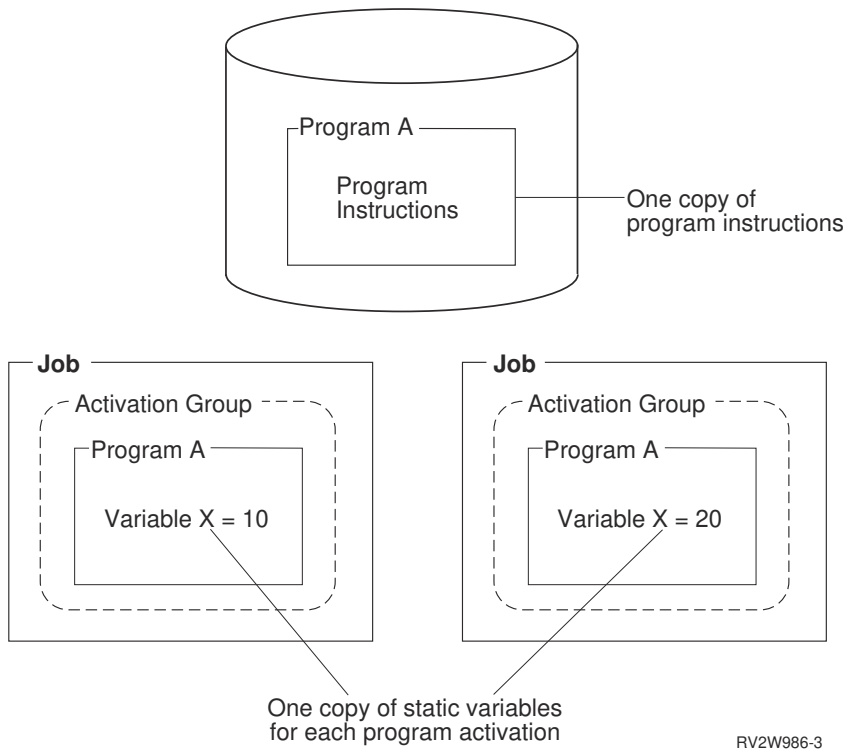 Program A
Program
Instructions
One copy of
program instructions
Job
Activation Group
Program A
Variable X = 10
Job
Activation Group
Program A
Variable X = 20
One copy of static variables
for each program activation
RV2W986-3